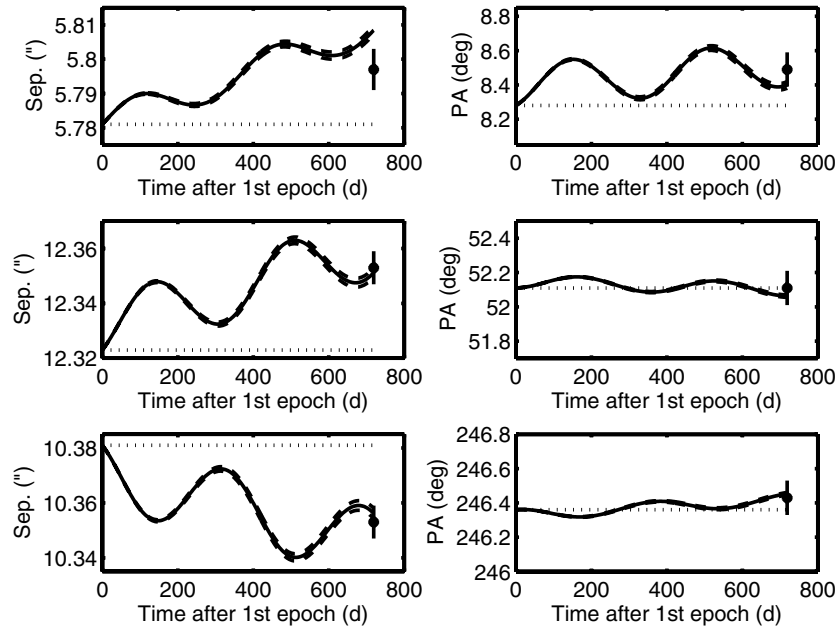 5.81
5.8
5.79
5.78
Sep. (")
0 200 400 600 800
Time after 1st epoch (d)
8.8
8.6
8.4
8.2
PA (deg)
0 200 400 600 800
Time after 1st epoch (d)
12.36
12.34
12.32
Sep. (")
0 200 400 600 800
Time after 1st epoch (d)
52.4
52.2
52
51.8
PA (deg)
0 200 400 600 800
Time after 1st epoch (d)
10.38
10.36
10.34
Sep. (")
0 200 400 600 800
Time after 1st epoch (d)
246.8
246.6
246.4
246.2
246
PA (deg)
0 200 400 600 800
Time after 1st epoch (d)